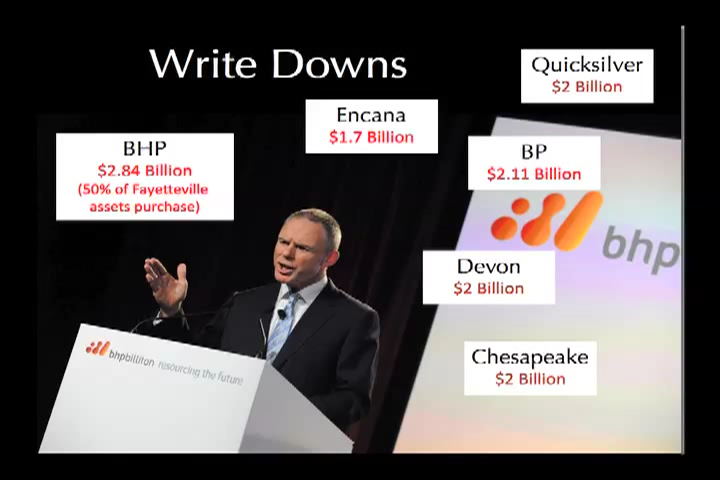 Write Downs
Quicksilver
$2 Billion
Encana
$1.7 Billion
BHP
$2.84 Billion
(50% of Fayetteville
assets purchase)
BP
$2.11 Billion
bhp
Devon
$2 Billion
bhpbilliton resourcing the future
Chesapeake
$2 Billion